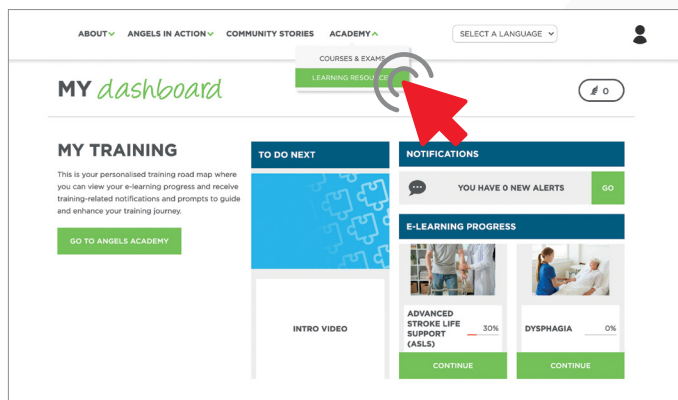 ABOUT ANGELS IN ACTION COMMUNITY STORIES ACADEMY SELECT A LANGUAGE
COURSES & EXAMS
LEARNING RESOURCES
MY dashboard
0
MY TRAINING
This is your personalised training road map where
you can view your e-learning progress and receive
training-related notifications and prompts to guide
and enhance your training journey.
GO TO ANGELS ACADEMY
TO DO NEXT
INTRO VIDEO
NOTIFICATIONS
YOU HAVE 0 NEW ALERTS GO
E-LEARNING PROGRESS
ADVANCED
STROKE LIFE
SUPPORT
(ASLS)
30%
CONTINUE
DYSPHAGIA 0%
CONTINUE